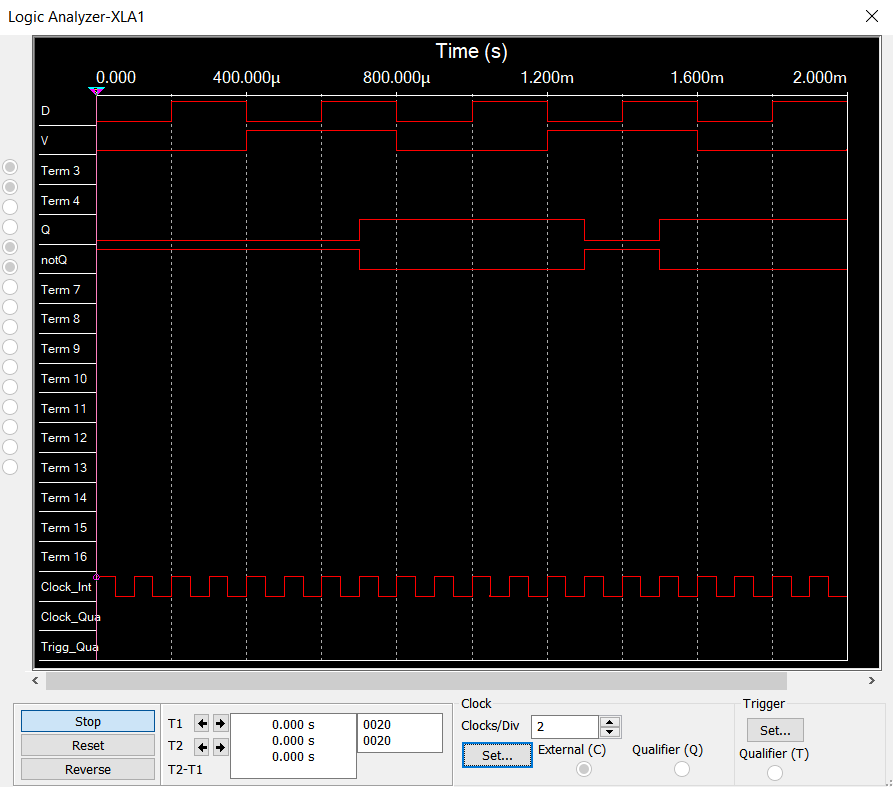 Logic Analyzer-XLA1
Time (s)
0.000 400.000µ 800.000µ 1.200m 1.600m 2.000m
D
V
Term 3
Term 4
Q
notQ
Term 7
Term 8
Term 9
Term 10
Term 11
Term 12
Term 13
Term 14
Term 15
Term 16
Clock_Int
Clock_Qua
Trigg_Qua
Stop
Reset
Reverse
T1
T2
T2-T1
0.000 s
0.000 s
0.000 s
0020
0020
Clock
Clocks/Div 2
Set... External (C) Qualifier (Q)
Trigger
Set...
Qualifier (T)